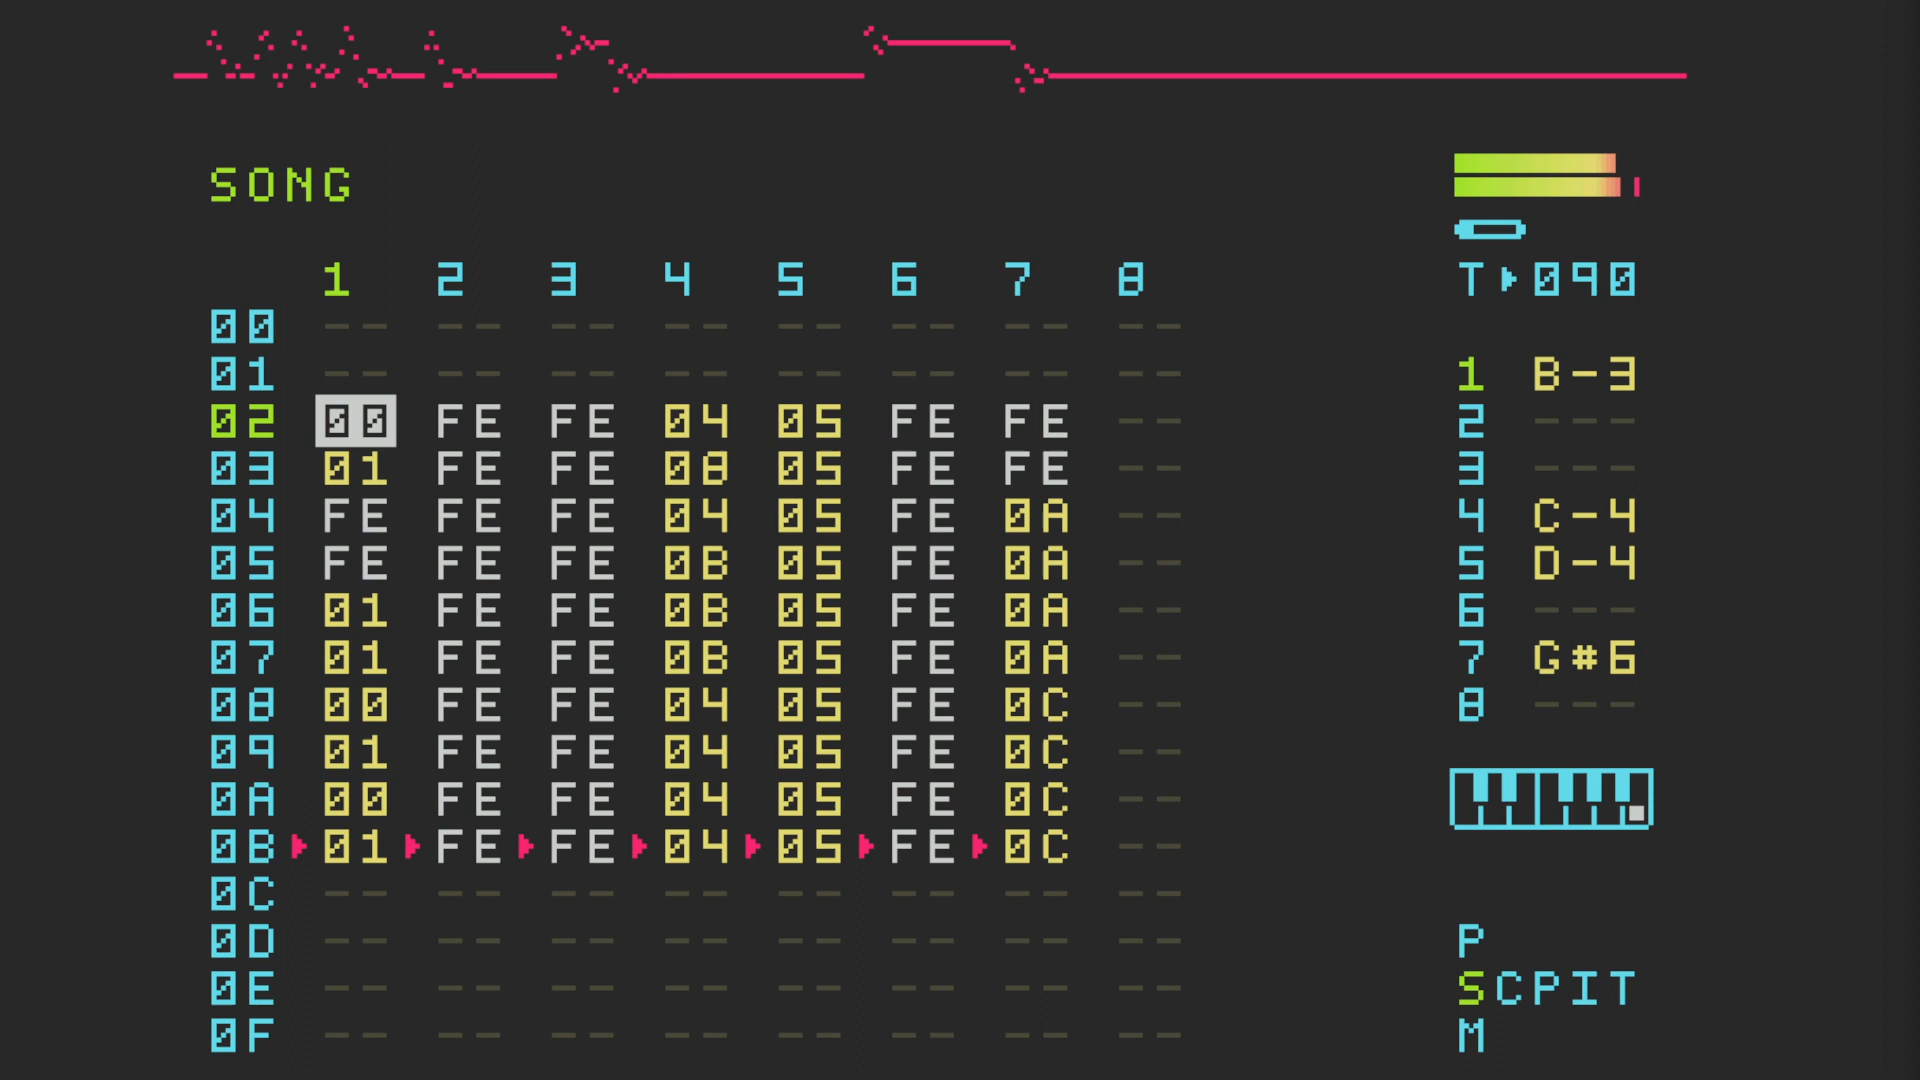 SONG
1 2 3 4 5 6 7 8 T 090
00 -- -- -- -- -- -- -- --
01 -- -- -- -- -- -- -- -- 1 B-3
02 00 FE FE 04 05 FE FE -- 2 ---
03 01 FE FE 08 05 FE FE -- 3 ---
04 FE FE FE 04 05 FE 0A -- 4 C-4
05 FE FE FE 0B 05 FE 0A -- 5 D-4
06 01 FE FE 0B 05 FE 0A -- 6 ---
07 01 FE FE 0B 05 FE 0A -- 7 G#6
08 00 FE FE 04 05 FE 0C -- 8 ---
09 01 FE FE 04 05 FE 0C --
0A 00 FE FE 04 05 FE 0C --
0B 01 FE FE 04 05 FE 0C --
0C -- -- -- -- -- -- -- --
0D -- -- -- -- -- -- -- -- P
0E -- -- -- -- -- -- -- -- SCPIT
0F -- -- -- -- -- -- -- -- M